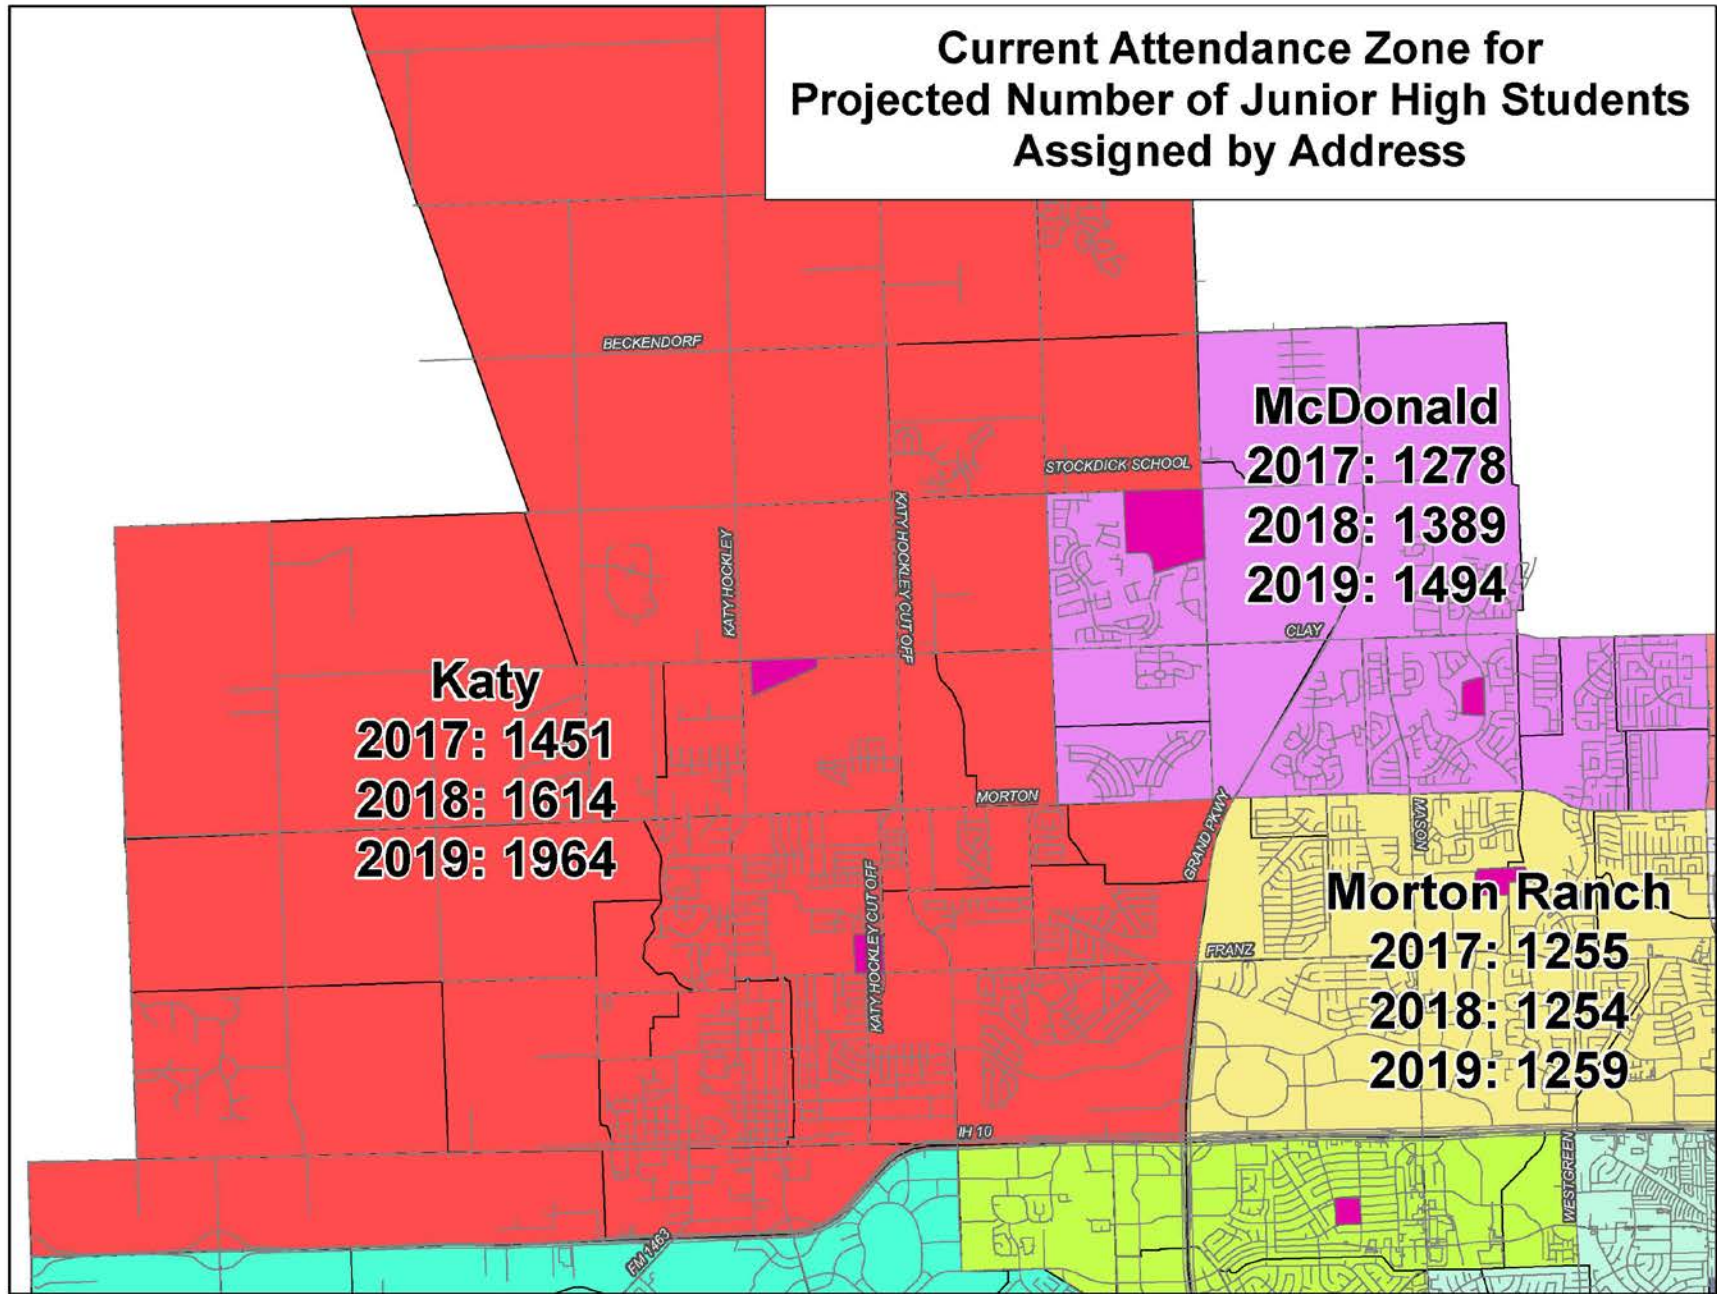 Current Attendance Zone for
Projected Number of Junior High Students
Assigned by Address
BECKENDORF
McDonald
2017: 1278
2018: 1389
2019: 1494
STOCKDICK SCHOOL
KATY HOCKLEY
KATY HOCKLEY CUT OFF
CLAY
Katy
2017: 1451
2018: 1614
2019: 1964
MORTON
GRAND PKWY
MASON
KATY HOCKLEY CUT OFF
Morton Ranch
2017: 1255
2018: 1254
2019: 1259
FRANZ
IH 10
WESTGREEN
FM 1463